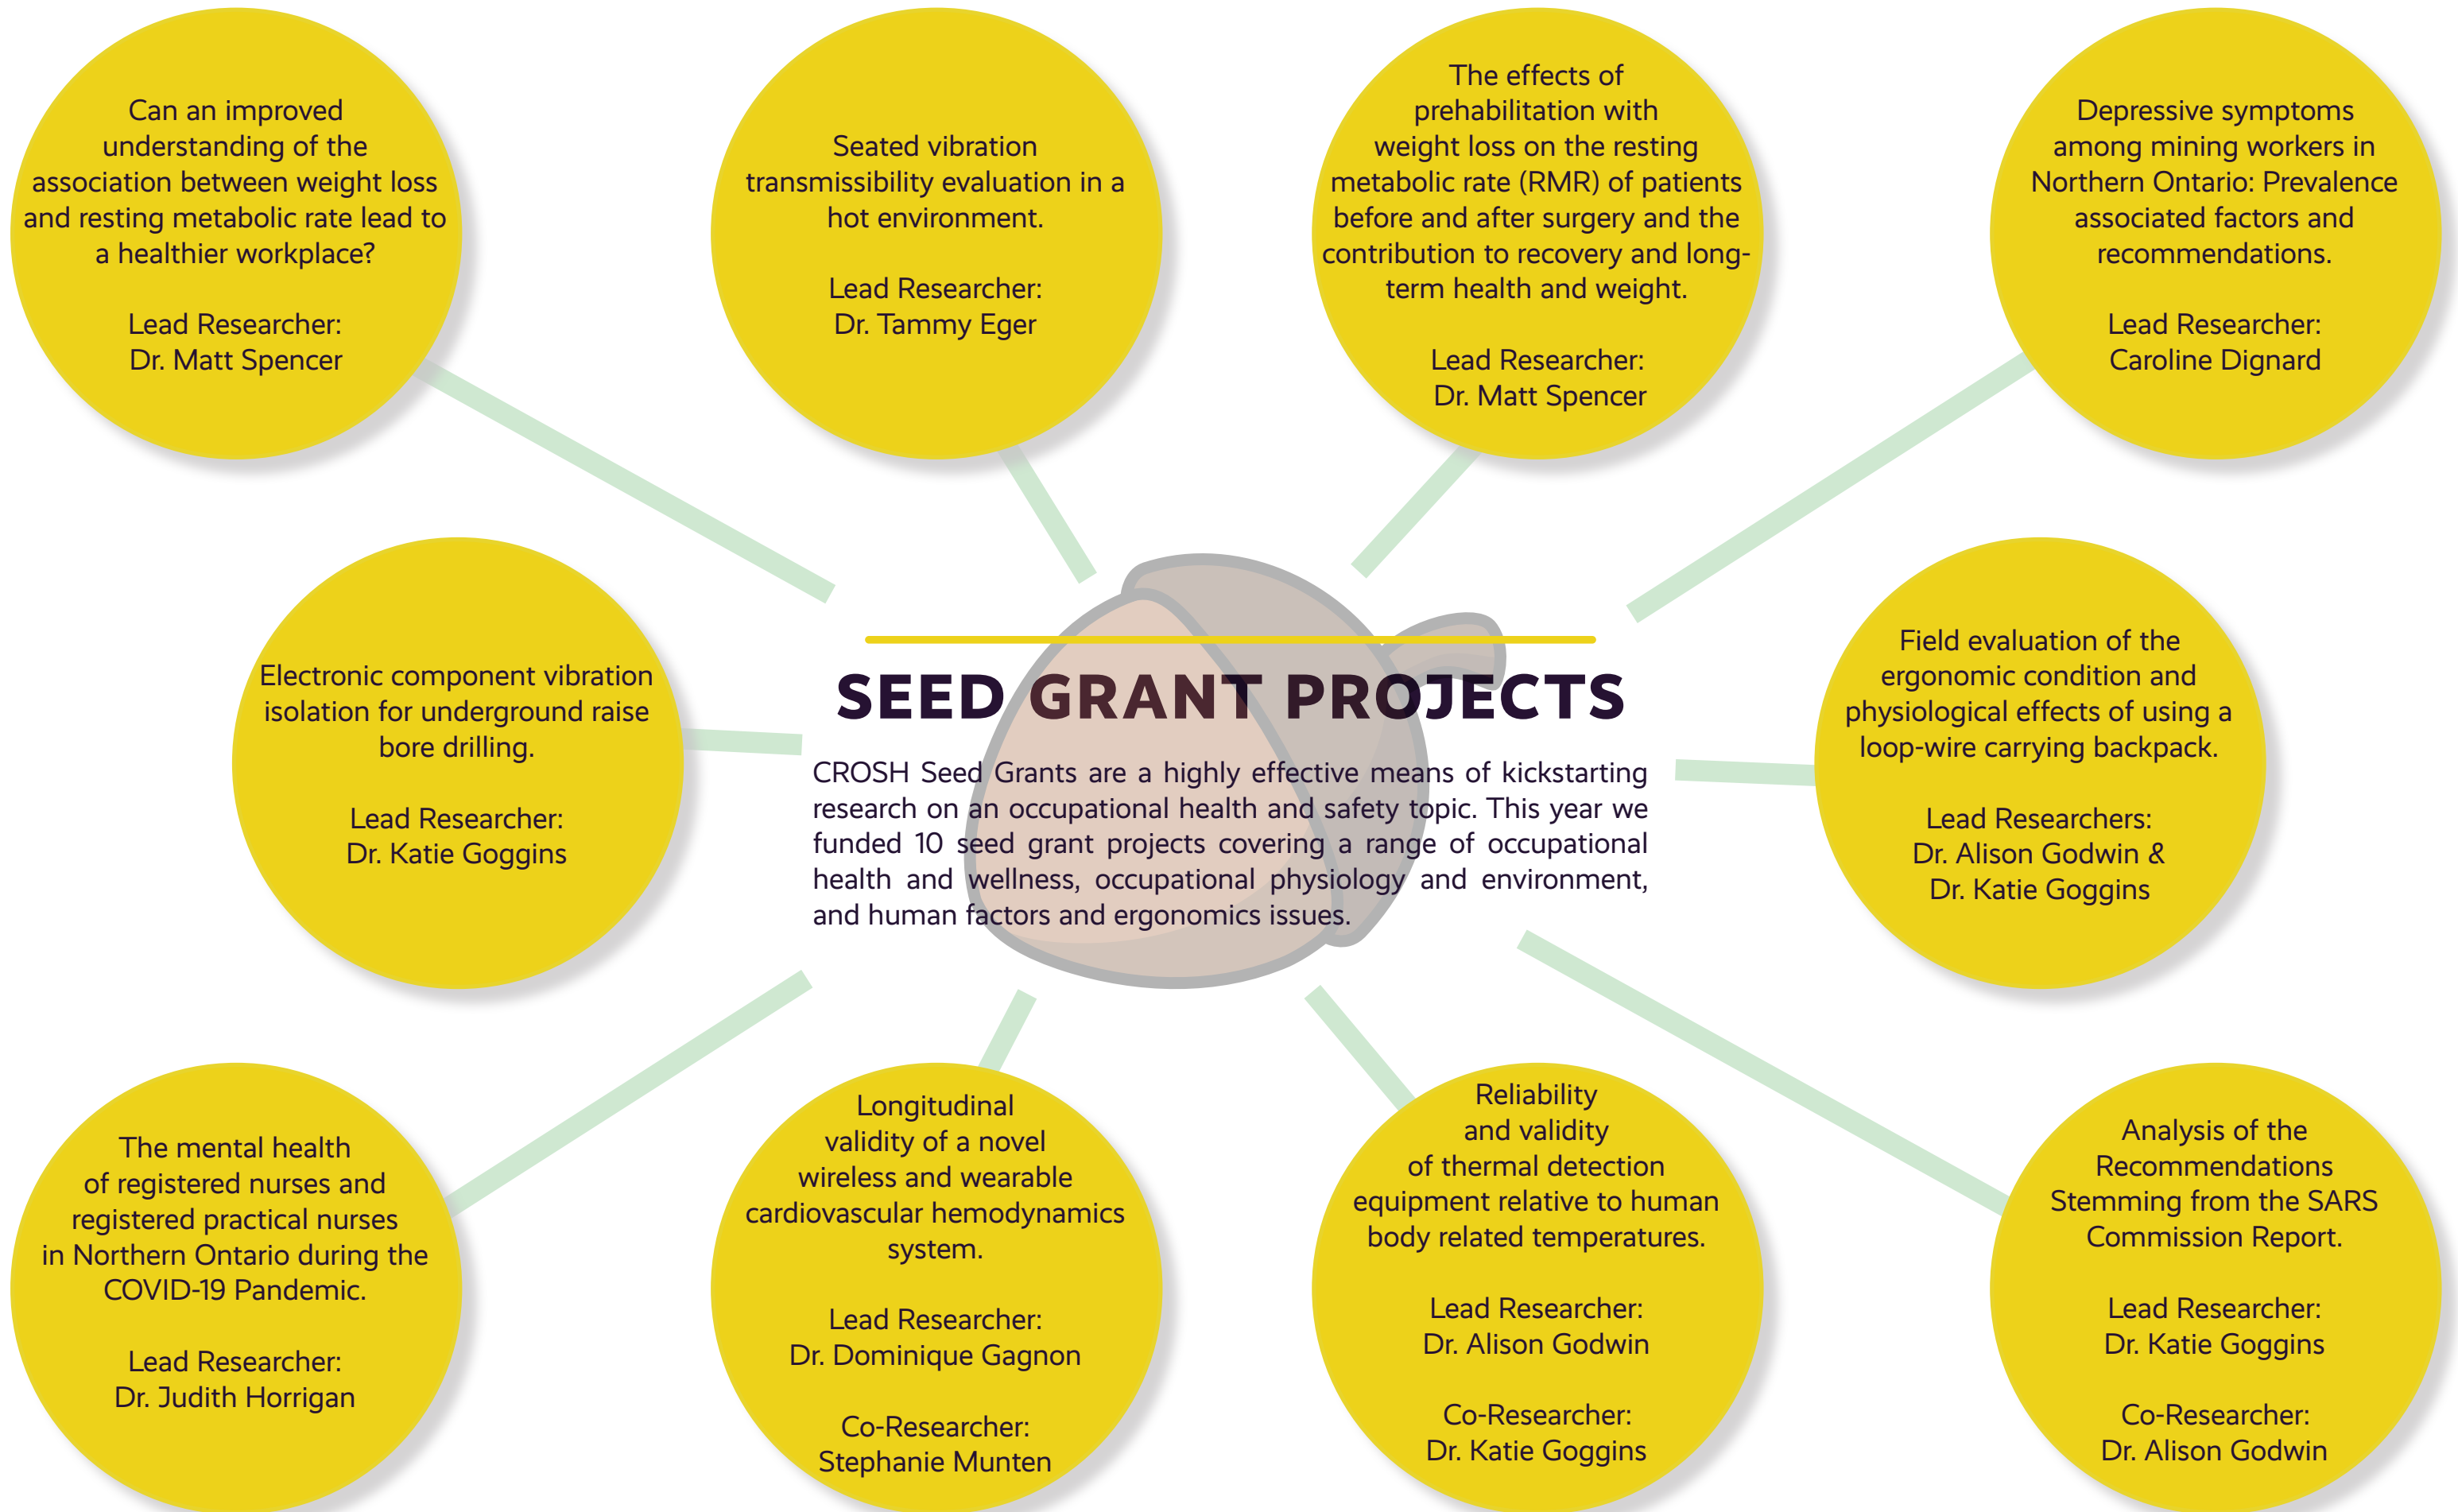 Can an improved
understanding of the
association between weight loss
and resting metabolic rate lead to
a healthier workplace?
Lead Researcher:
Dr. Matt Spencer
Seated vibration
transmissibility evaluation in a
hot environment.
Lead Researcher:
Dr. Tammy Eger
The effects of
prehabilitation with
weight loss on the resting
metabolic rate (RMR) of patients
before and after surgery and the
contribution to recovery and long-
term health and weight.
Lead Researcher:
Dr. Matt Spencer
Depressive symptoms
among mining workers in
Northern Ontario: Prevalence
associated factors and
recommendations.
Lead Researcher:
Caroline Dignard
Electronic component vibration
isolation for underground raise
bore drilling.
Lead Researcher:
Dr. Katie Goggins
SEED GRANT PROJECTS
CROSH Seed Grants are a highly effective means of kickstarting
research on an occupational health and safety topic. This year we
funded 10 seed grant projects covering a range of occupational
health and wellness, occupational physiology and environment,
and human factors and ergonomics issues.
Field evaluation of the
ergonomic condition and
physiological effects of using a
loop-wire carrying backpack.
Lead Researchers:
Dr. Alison Godwin &
Dr. Katie Goggins
The mental health
of registered nurses and
registered practical nurses
in Northern Ontario during the
COVID-19 Pandemic.
Lead Researcher:
Dr. Judith Horrigan
Longitudinal
validity of a novel
wireless and wearable
cardiovascular hemodynamics
system.
Lead Researcher:
Dr. Dominique Gagnon
Co-Researcher:
Stephanie Munten
Reliability
and validity
of thermal detection
equipment relative to human
body related temperatures.
Lead Researcher:
Dr. Alison Godwin
Co-Researcher:
Dr. Katie Goggins
Analysis of the
Recommendations
Stemming from the SARS
Commission Report.
Lead Researcher:
Dr. Katie Goggins
Co-Researcher:
Dr. Alison Godwin